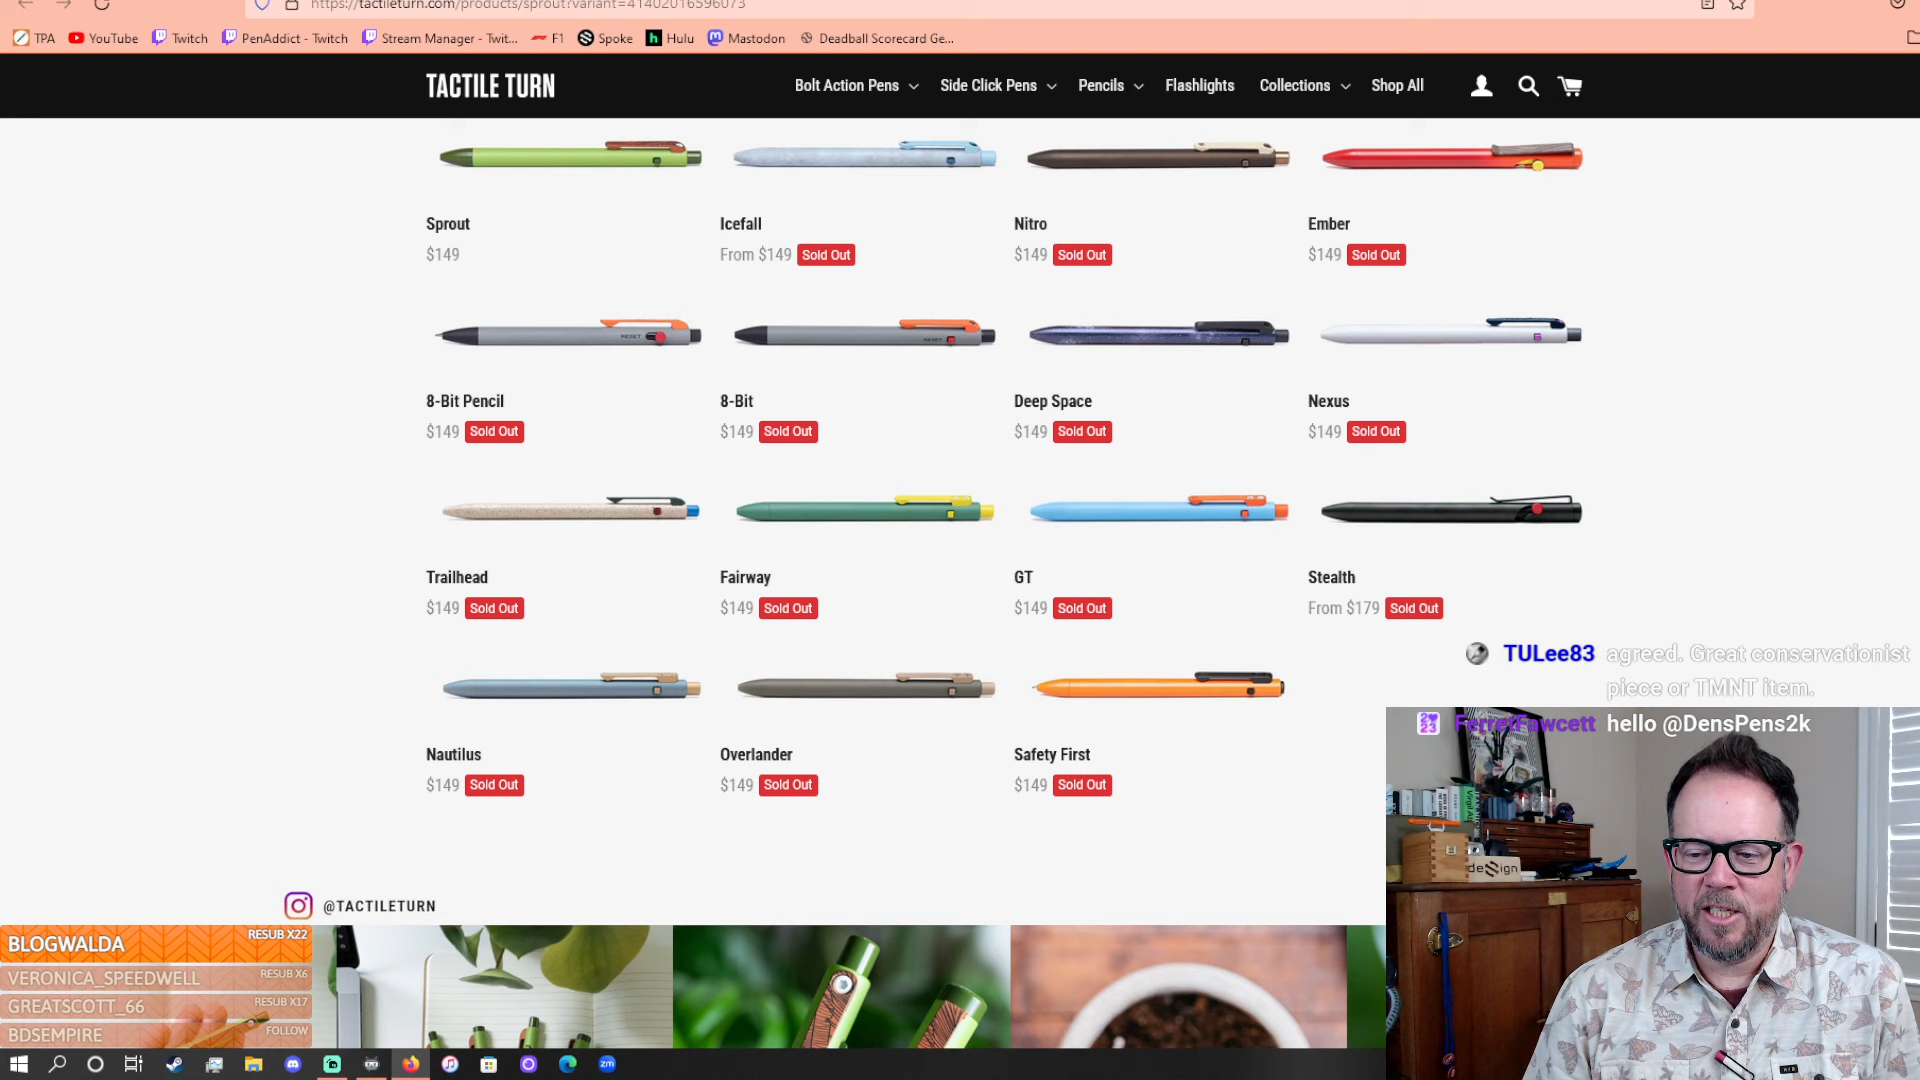 https://tactileturn.com/products/sprout?variant=41402016596073
TPA YouTube Twitch PenAddict - Twitch Stream Manager - Twit... F1 Spoke Hulu Mastodon Deadball Scorecard Ge...
TACTILE TURN Bolt Action Pens Side Click Pens Pencils Flashlights Collections Shop All
Sprout Icefall Nitro Ember
$149 From $149 Sold Out $149 Sold Out $149 Sold Out
RESET RESET
8-Bit Pencil 8-Bit Deep Space Nexus
$149 Sold Out $149 Sold Out $149 Sold Out $149 Sold Out
Trailhead Fairway GT Stealth
$149 Sold Out $149 Sold Out $149 Sold Out From $179 Sold Out
TULee83 agreed. Great conservationist
piece or TMNT item.
FerretFawcett hello @DensPens2k
Nautilus Overlander Safety First
$149 Sold Out $149 Sold Out $149 Sold Out
@TACTILETURN
BLOGWALDA RESUB X22
VERONICA_SPEEDWELL RESUB X6
GREATSCOTT_66 RESUB X17
BDSEMPIRE FOLLOW